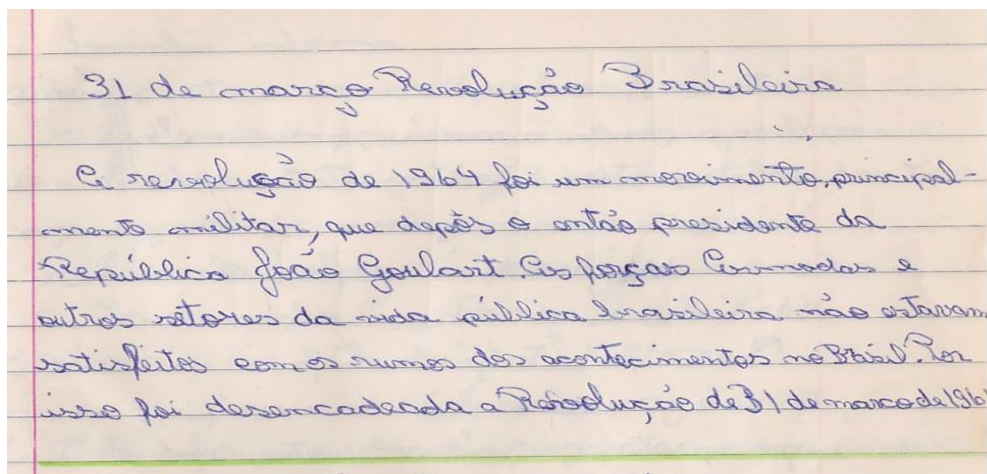 31 de março Revolução Brasileira
A revolução de 1964 foi um movimento, principal-
mente militar, que depôs o então presidente da
República João Goulart. As forças Armadas e
outros setores da vida pública brasileira não estavam
satisfeitos com os rumos dos acontecimentos no Brasil. Por
isso foi desencadeada a Revolução de 31 de marco de 196